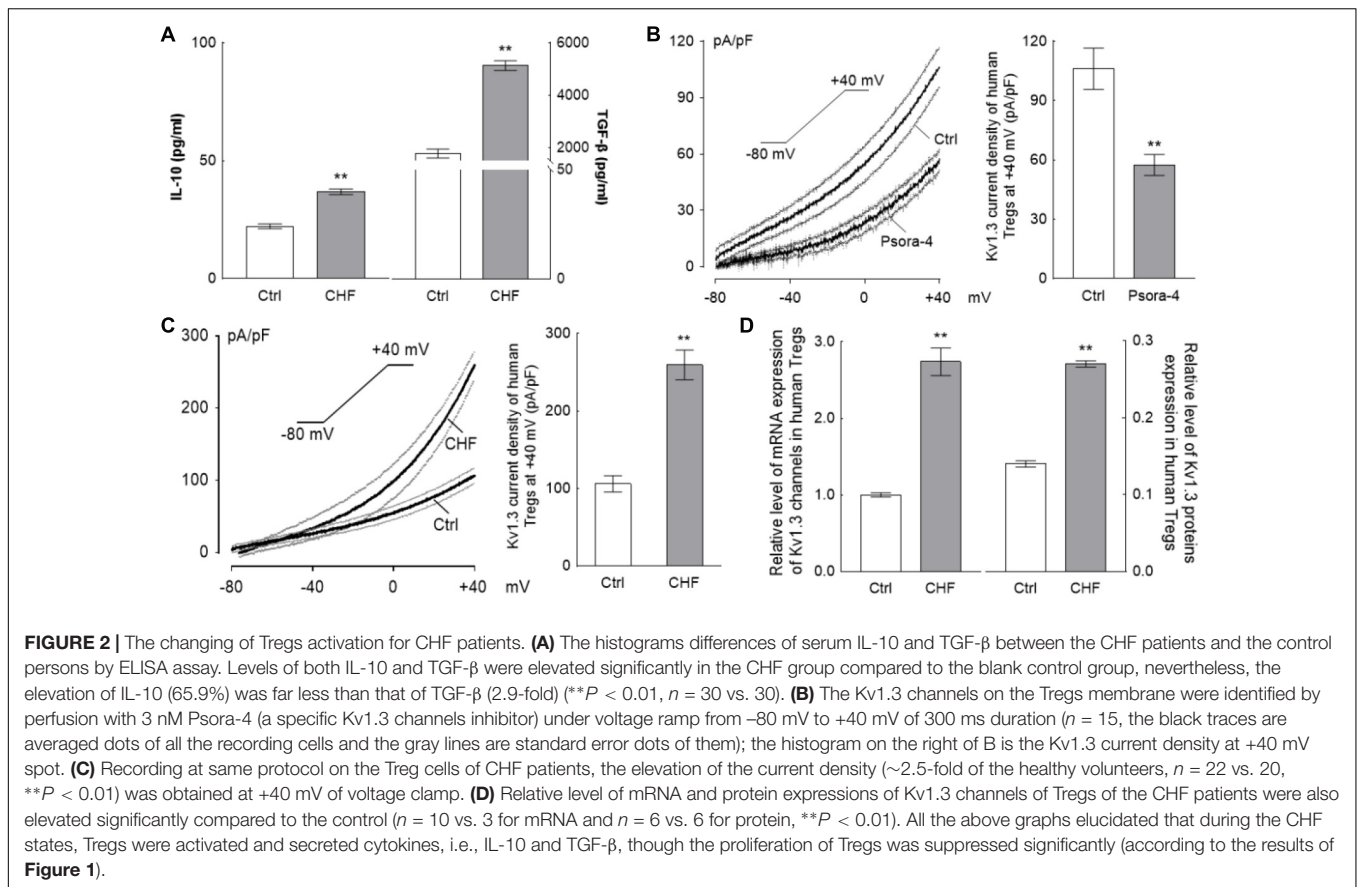 A
100
50
0
IL-10 (pg/ml)
**
**
6000
4000
2000
50
0
TGF-β (pg/ml)
Ctrl
CHF
Ctrl
CHF
B
pA/pF
120
90
60
30
0
+40 mV
-80 mV
Ctrl
Psora-4
-80
-40
0
+40
mV
Kv1.3 current density of human
Tregs at +40 mV (pA/pF)
120
90
60
30
0
**
Ctrl
Psora-4
C
pA/pF
300
200
100
0
+40 mV
-80 mV
CHF
Ctrl
-80
-40
0
+40
mV
Kv1.3 current density of human
Tregs at +40 mV (pA/pF)
300
200
100
0
**
Ctrl
CHF
D
Relative level of mRNA expression
of Kv1.3 channels in human Tregs
3.0
2.0
1.0
0.0
**
**
0.3
0.2
0.1
0.0
Relative level of Kv1.3 proteins
expression in human Tregs
Ctrl
CHF
Ctrl
CHF
FIGURE 2 | The changing of Tregs activation for CHF patients. (A) The histograms differences of serum IL-10 and TGF-β between the CHF patients and the control
persons by ELISA assay. Levels of both IL-10 and TGF-β were elevated significantly in the CHF group compared to the blank control group, nevertheless, the
elevation of IL-10 (65.9%) was far less than that of TGF-β (2.9-fold) (**P < 0.01, n = 30 vs. 30). (B) The Kv1.3 channels on the Tregs membrane were identified by
perfusion with 3 nM Psora-4 (a specific Kv1.3 channels inhibitor) under voltage ramp from –80 mV to +40 mV of 300 ms duration (n = 15, the black traces are
averaged dots of all the recording cells and the gray lines are standard error dots of them); the histogram on the right of B is the Kv1.3 current density at +40 mV
spot. (C) Recording at same protocol on the Treg cells of CHF patients, the elevation of the current density (∼2.5-fold of the healthy volunteers, n = 22 vs. 20,
**P < 0.01) was obtained at +40 mV of voltage clamp. (D) Relative level of mRNA and protein expressions of Kv1.3 channels of Tregs of the CHF patients were also
elevated significantly compared to the control (n = 10 vs. 3 for mRNA and n = 6 vs. 6 for protein, **P < 0.01). All the above graphs elucidated that during the CHF
states, Tregs were activated and secreted cytokines, i.e., IL-10 and TGF-β, though the proliferation of Tregs was suppressed significantly (according to the results of
Figure 1).